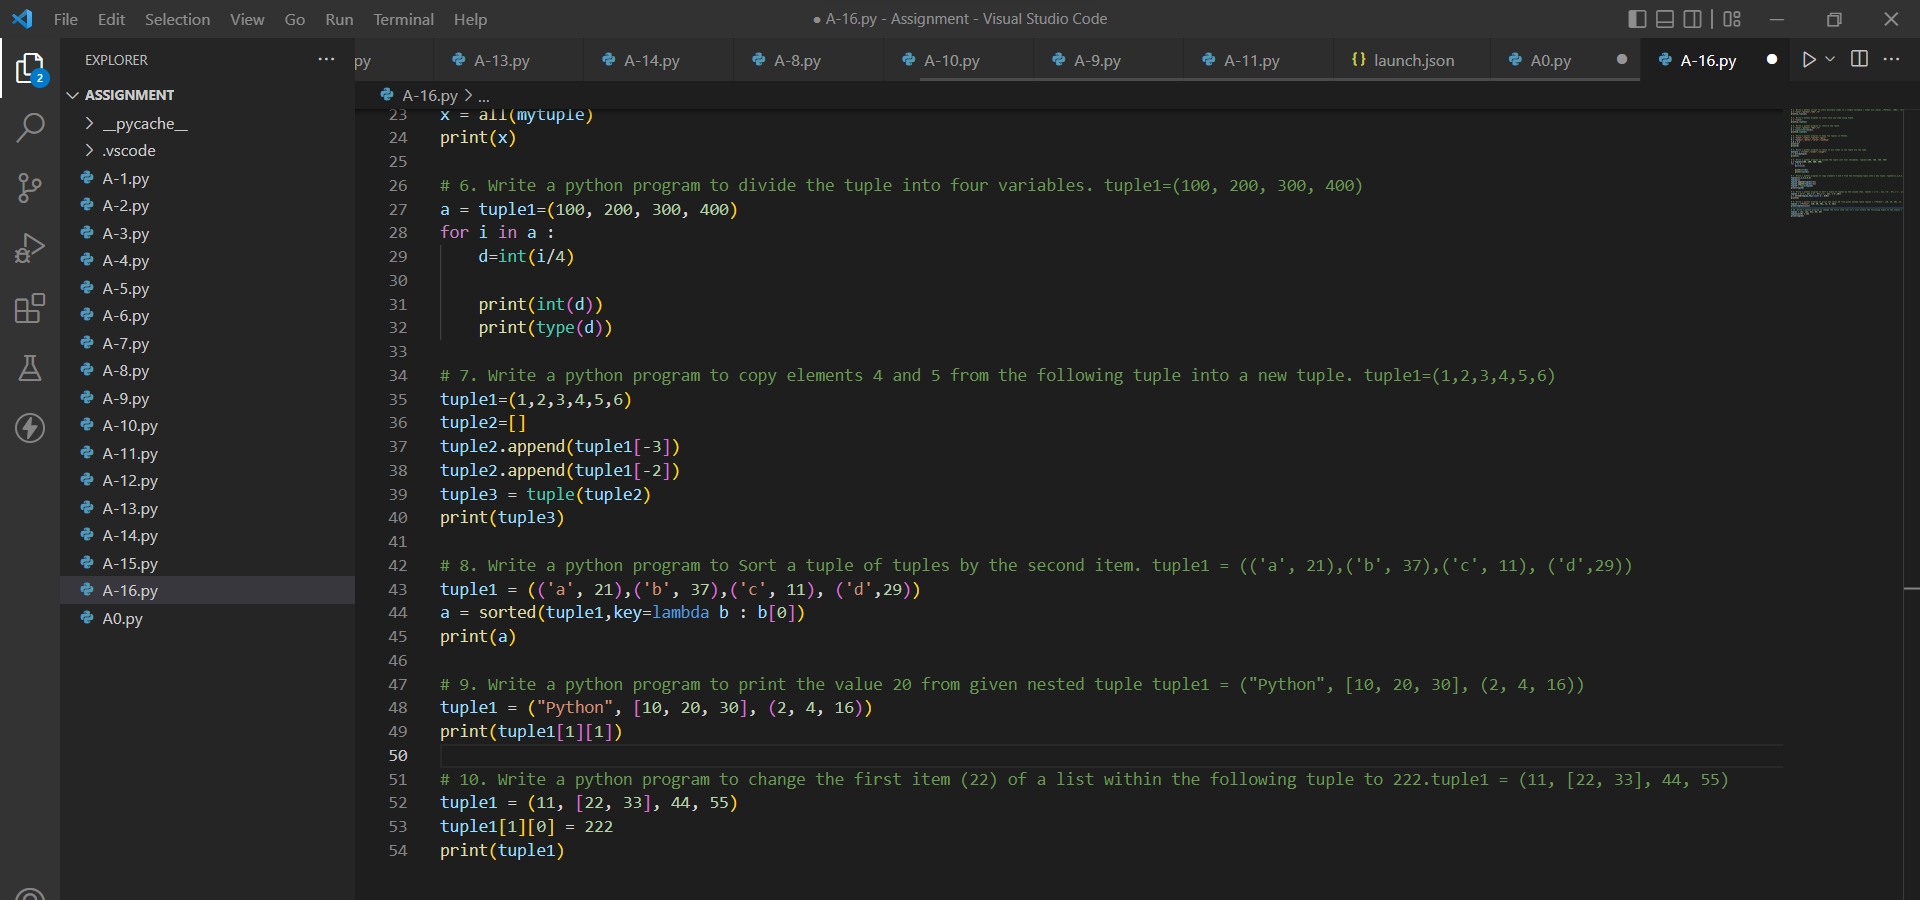 File Edit Selection View Go Run Terminal Help
● A-16.py - Assignment - Visual Studio Code
EXPLORER ···
py A-13.py A-14.py A-8.py A-10.py A-9.py A-11.py {} launch.json A0.py A-16.py
2
ASSIGNMENT
__pycache__
.vscode
A-1.py
A-2.py
A-3.py
A-4.py
A-5.py
A-6.py
A-7.py
A-8.py
A-9.py
A-10.py
A-11.py
A-12.py
A-13.py
A-14.py
A-15.py
A-16.py
A0.py
A-16.py > ...
23 x = all(mytuple)
24 print(x)
25
26 # 6. Write a python program to divide the tuple into four variables. tuple1=(100, 200, 300, 400)
27 a = tuple1=(100, 200, 300, 400)
28 for i in a :
29     d=int(i/4)
30
31     print(int(d))
32     print(type(d))
33
34 # 7. Write a python program to copy elements 4 and 5 from the following tuple into a new tuple. tuple1=(1,2,3,4,5,6)
35 tuple1=(1,2,3,4,5,6)
36 tuple2=[]
37 tuple2.append(tuple1[-3])
38 tuple2.append(tuple1[-2])
39 tuple3 = tuple(tuple2)
40 print(tuple3)
41
42 # 8. Write a python program to Sort a tuple of tuples by the second item. tuple1 = (('a', 21),('b', 37),('c', 11), ('d',29))
43 tuple1 = (('a', 21),('b', 37),('c', 11), ('d',29))
44 a = sorted(tuple1,key=lambda b : b[0])
45 print(a)
46
47 # 9. Write a python program to print the value 20 from given nested tuple tuple1 = ("Python", [10, 20, 30], (2, 4, 16))
48 tuple1 = ("Python", [10, 20, 30], (2, 4, 16))
49 print(tuple1[1][1])
50
51 # 10. Write a python program to change the first item (22) of a list within the following tuple to 222.tuple1 = (11, [22, 33], 44, 55)
52 tuple1 = (11, [22, 33], 44, 55)
53 tuple1[1][0] = 222
54 print(tuple1)